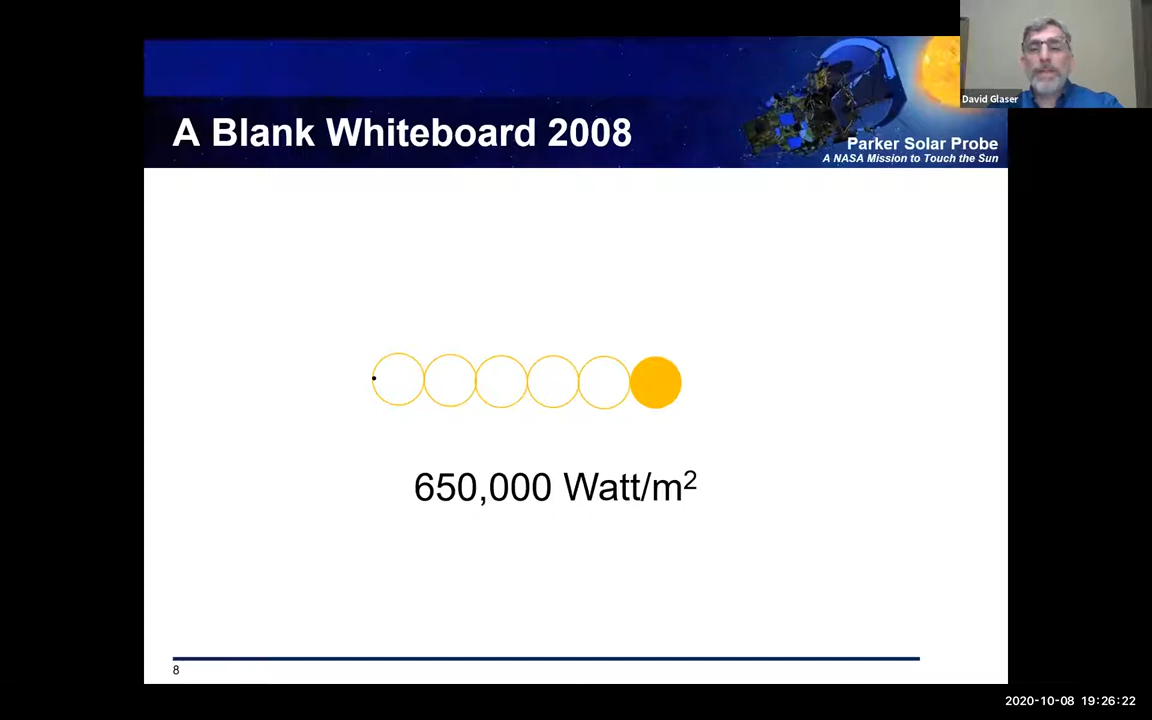 David Glaser
A Blank Whiteboard 2008
Parker Solar Probe
A NASA Mission to Touch the Sun
650,000 Watt/m²
8
2020-10-08 19:26:22